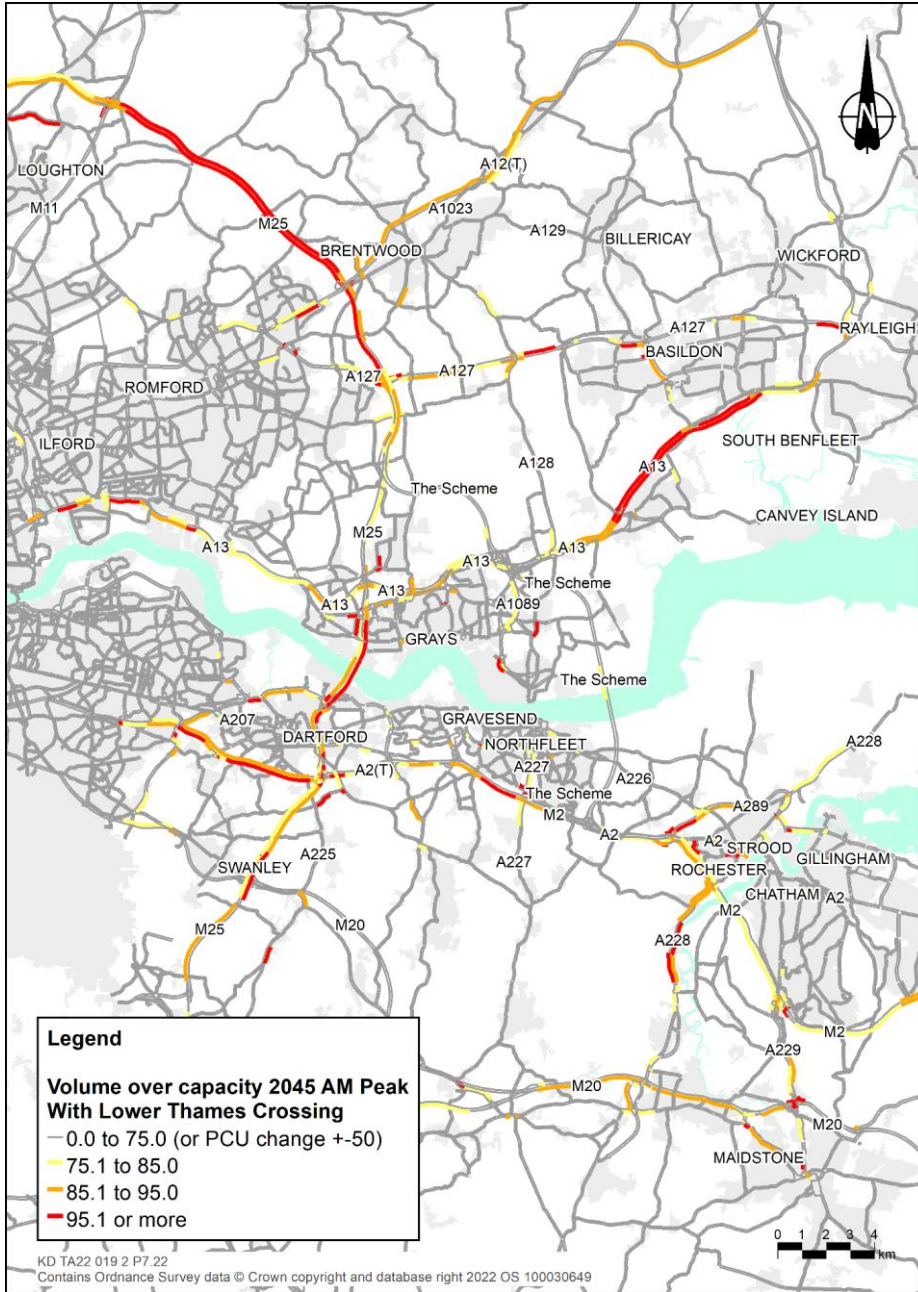 N
LOUGHTON
M11
M25
A12(T)
A1023
BRENTWOOD
A129
BILLERICAY
WICKFORD
A127
RAYLEIGH
BASILDON
A127
A127
ROMFORD
ILFORD
SOUTH BENFLEET
A128
A13
The Scheme
CANVEY ISLAND
M25
A13
A13
A13
A13
The Scheme
A13
A1089
GRAYS
The Scheme
A207
DARTFORD
GRAVESEND
NORTHFLEET
A228
A2(T)
A227
A226
The Scheme
M2
A289
A2
A2
STROOD
GILLINGHAM
SWANLEY
A225
A227
ROCHESTER
CHATHAM
A2
M2
M25
M20
A228
M2
A229
M20
M20
MAIDSTONE
Legend
Volume over capacity 2045 AM Peak
With Lower Thames Crossing
0.0 to 75.0 (or PCU change +-50)
75.1 to 85.0
85.1 to 95.0
95.1 or more
0 1 2 3 4
km
KD TA22 019 2 P7.22
Contains Ordnance Survey data © Crown copyright and database right 2022 OS 100030649